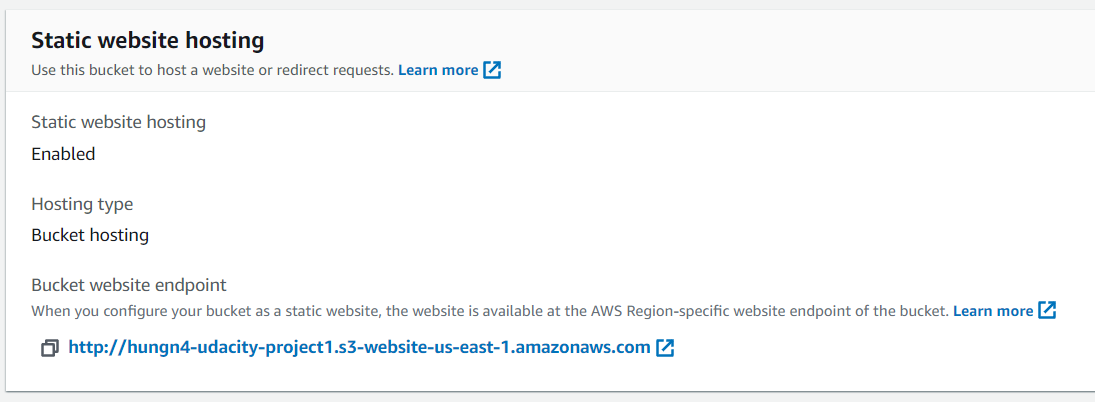 Static website hosting
Use this bucket to host a website or redirect requests. Learn more
Static website hosting
Enabled
Hosting type
Bucket hosting
Bucket website endpoint
When you configure your bucket as a static website, the website is available at the AWS Region-specific website endpoint of the bucket. Learn more
http://hungn4-udacity-project1.s3-website-us-east-1.amazonaws.com